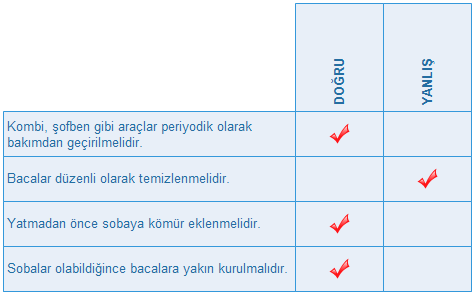 DOĞRU
YANLIŞ
Kombi, şofben gibi araçlar periyodik olarak
bakımdan geçirilmelidir.
Bacalar düzenli olarak temizlenmelidir.
Yatmadan önce sobaya kömür eklenmelidir.
Sobalar olabildiğince bacalara yakın kurulmalıdır.